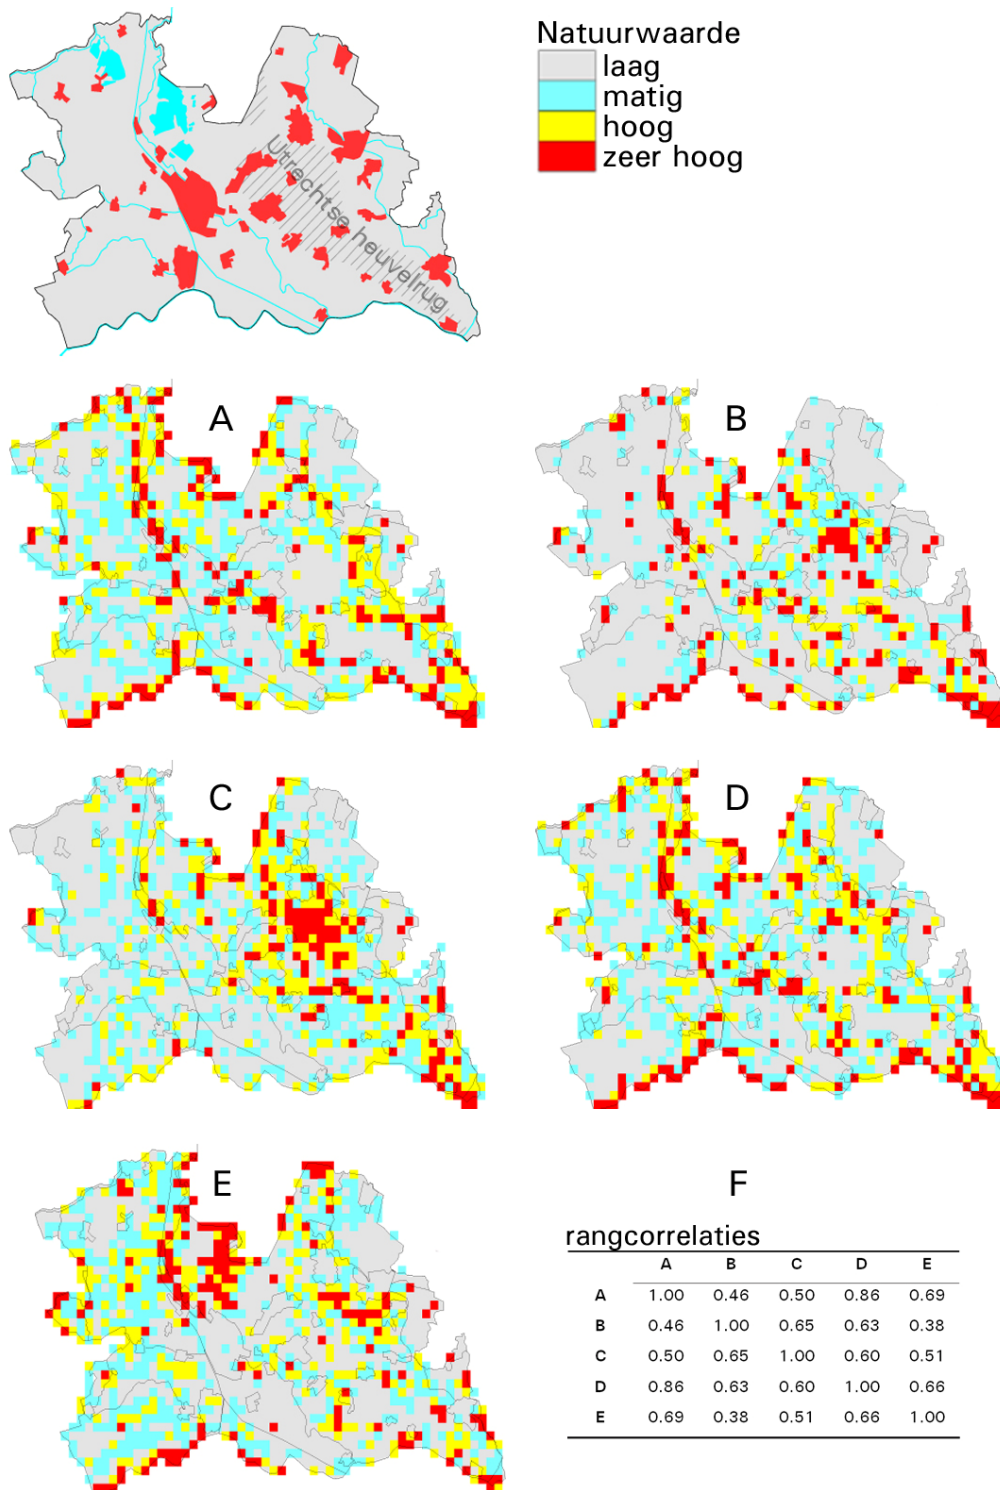 Natuurwaarde
laag
matig
hoog
zeer hoog
Utrechtse heuvelrug
A
B
C
D
E
F
rangcorrelaties
A B C D E
A 1.00 0.46 0.50 0.86 0.69
B 0.46 1.00 0.65 0.63 0.38
C 0.50 0.65 1.00 0.60 0.51
D 0.86 0.63 0.60 1.00 0.66
E 0.69 0.38 0.51 0.66 1.00